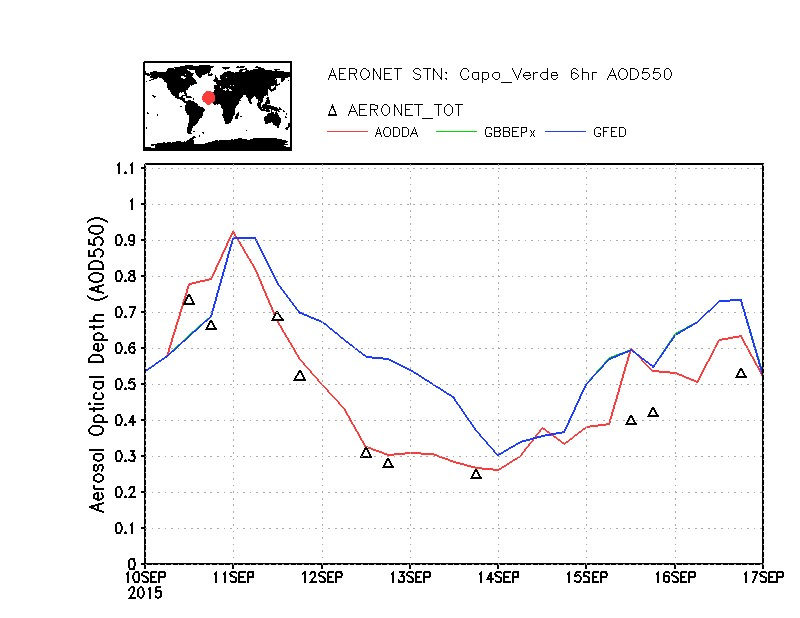 AERONET STN: Capo_Verde 6hr AOD550
△ AERONET_TOT
AODDA GBBEPx GFED
Aerosol Optical Depth (AOD550)
1.1
1
0.9
0.8
0.7
0.6
0.5
0.4
0.3
0.2
0.1
0
10SEP 11SEP 12SEP 13SEP 14SEP 15SEP 16SEP 17SEP
2015